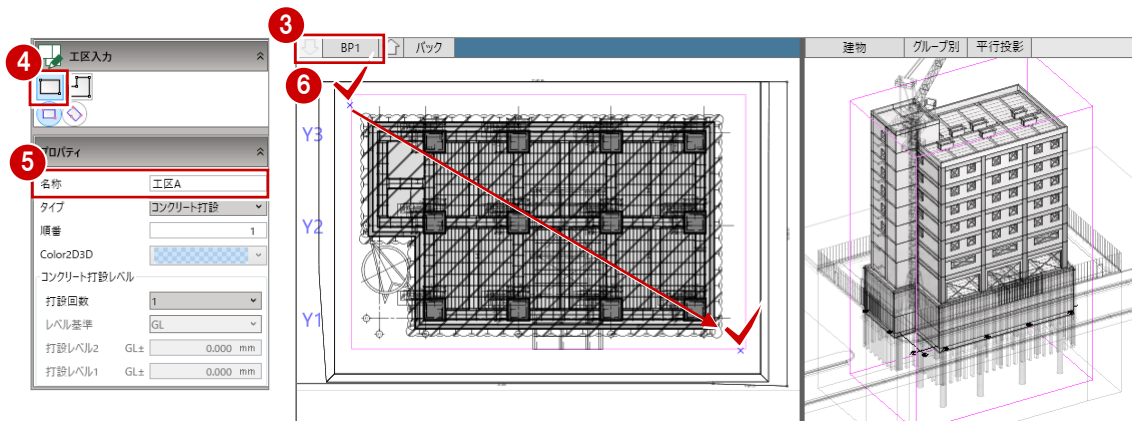 3
BP1
バック
建物
グループ別
平行投影
4
工区入力
6
5
プロパティ
名称
工区A
タイプ
コンクリート打設
順番
1
Color2D3D
コンクリート打設レベル
打設回数
1
レベル基準
GL
打設レベル2 GL± 0.000 mm
打設レベル1 GL± 0.000 mm
Y3
Y2
Y1